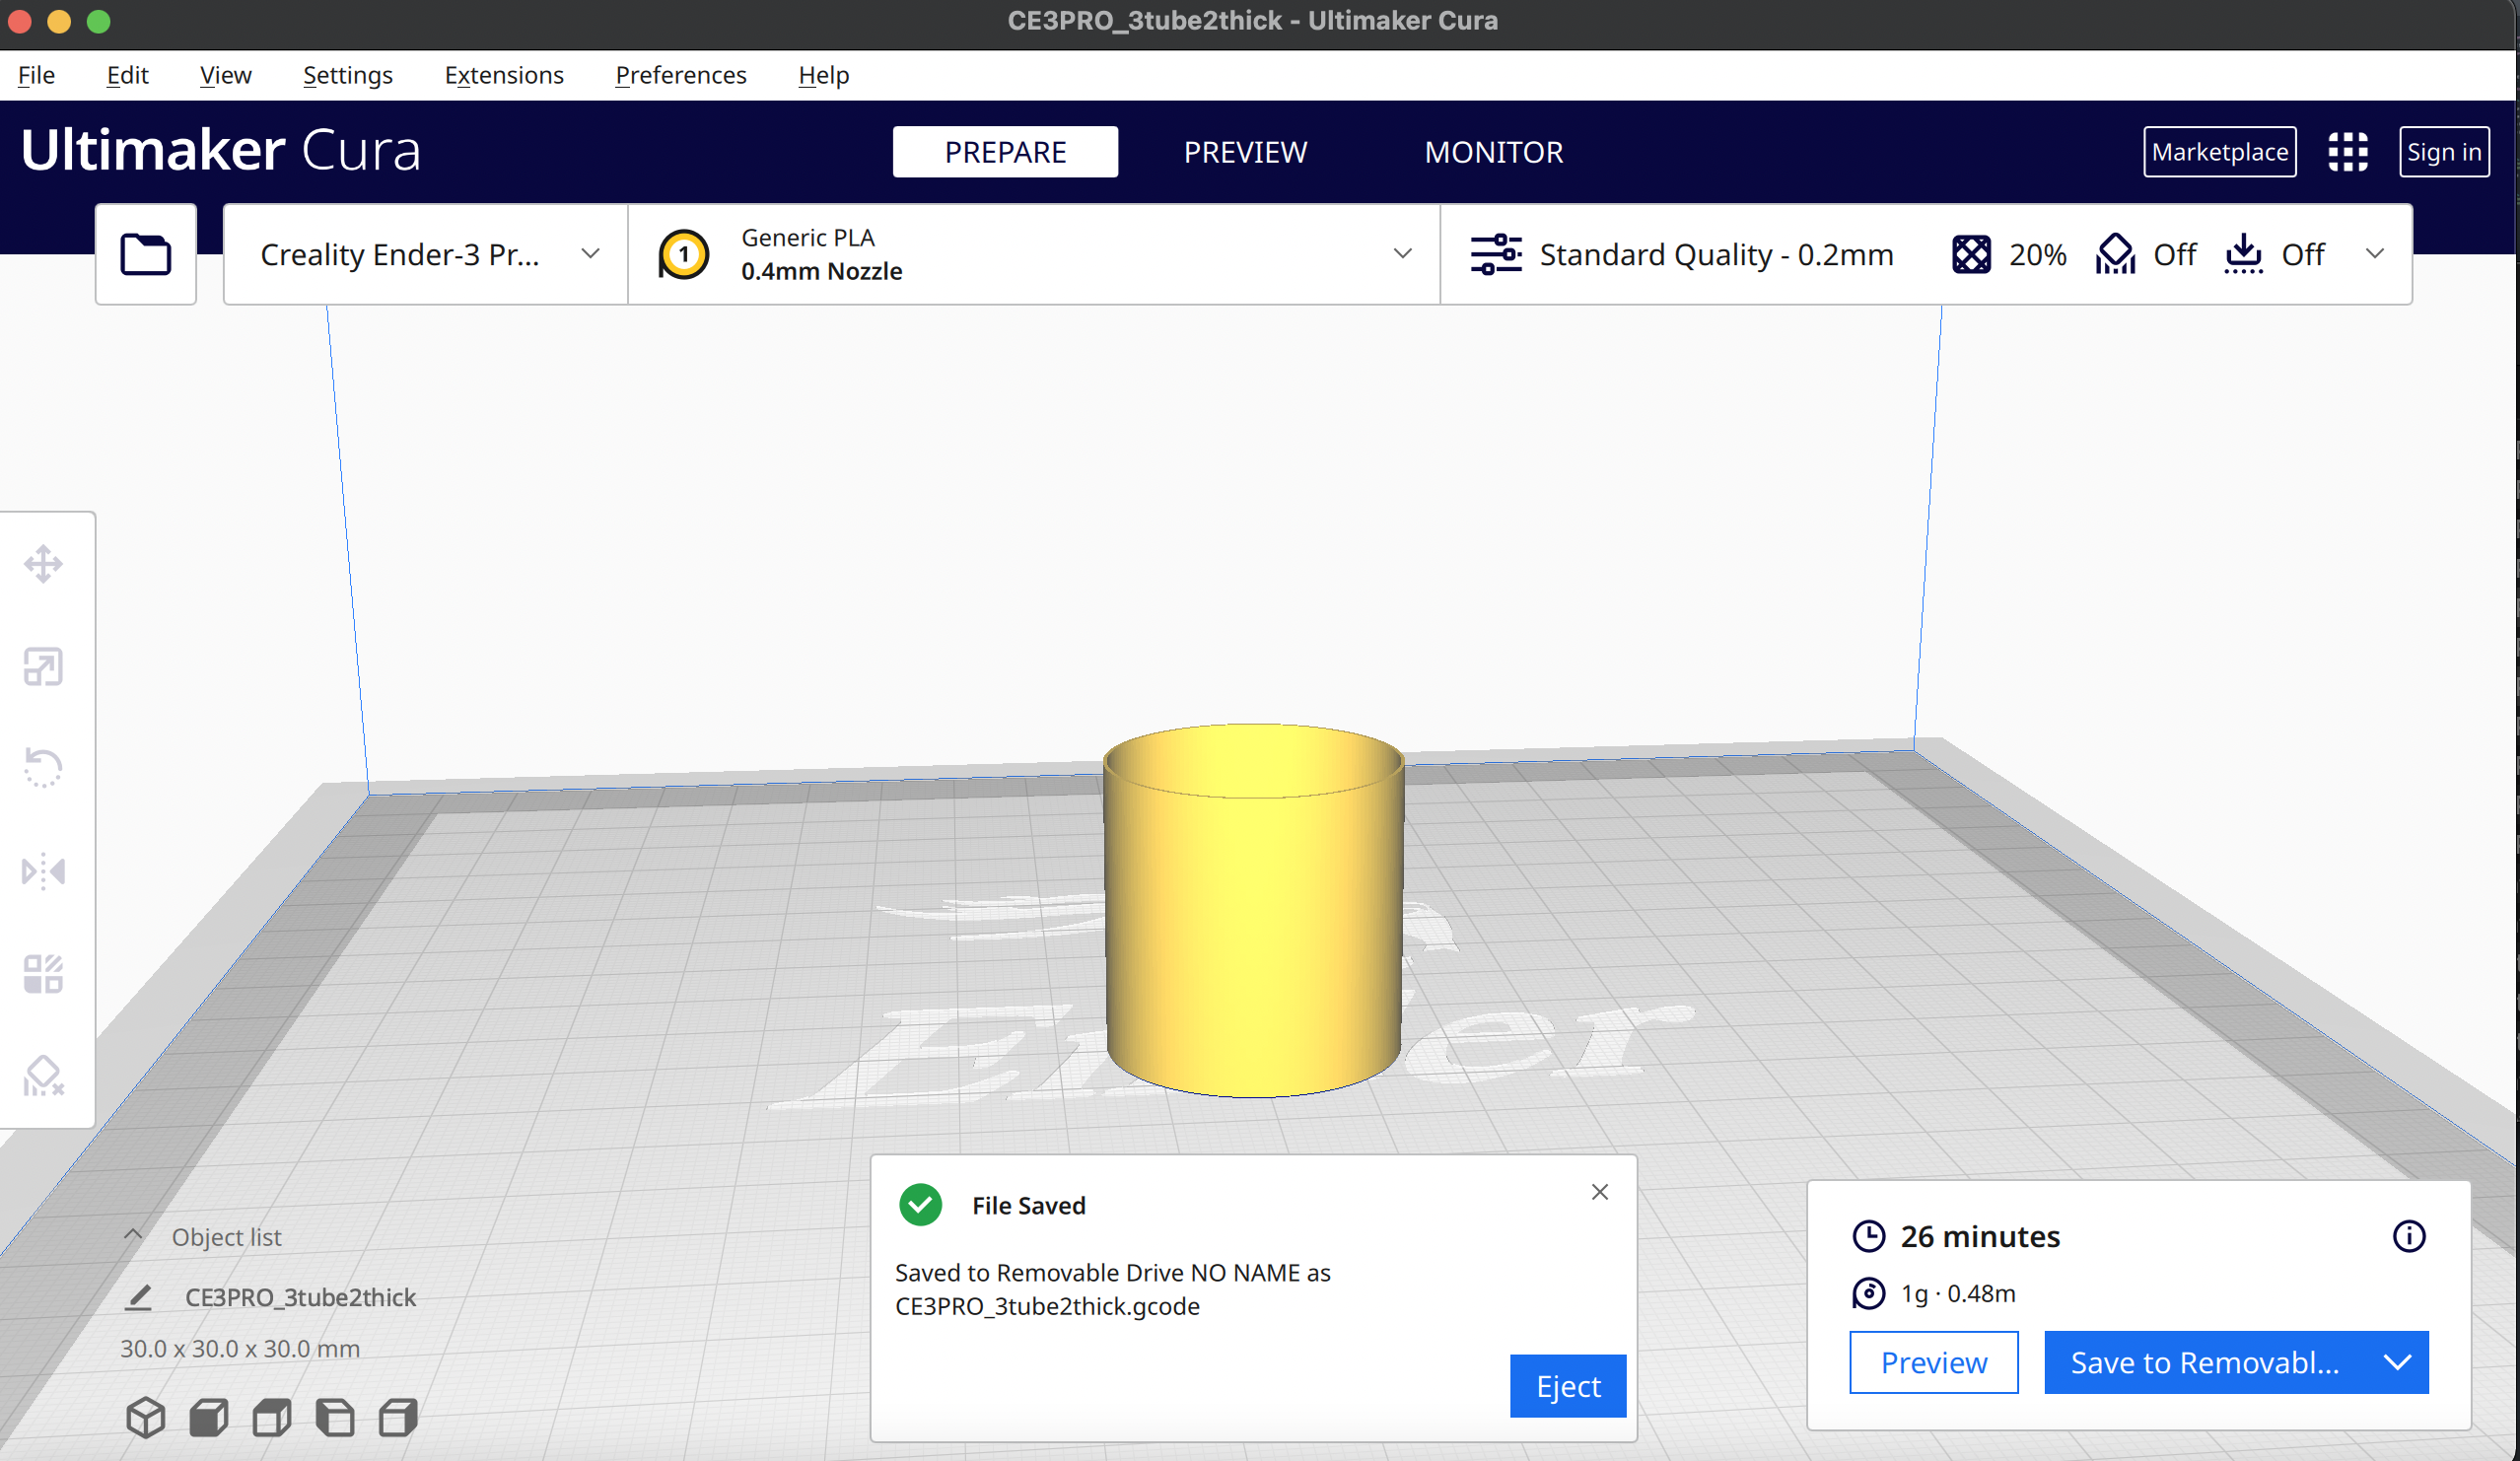 CE3PRO_3tube2thick - Ultimaker Cura
File Edit View Settings Extensions Preferences Help
Ultimaker Cura
PREPARE PREVIEW MONITOR
Marketplace
Sign in
Creality Ender-3 Pr...
1
Generic PLA
0.4mm Nozzle
Standard Quality - 0.2mm
20%
Off
Off
File Saved
Saved to Removable Drive NO NAME as
CE3PRO_3tube2thick.gcode
Eject
Object list
CE3PRO_3tube2thick
30.0 x 30.0 x 30.0 mm
26 minutes
1g · 0.48m
Preview
Save to Removabl...